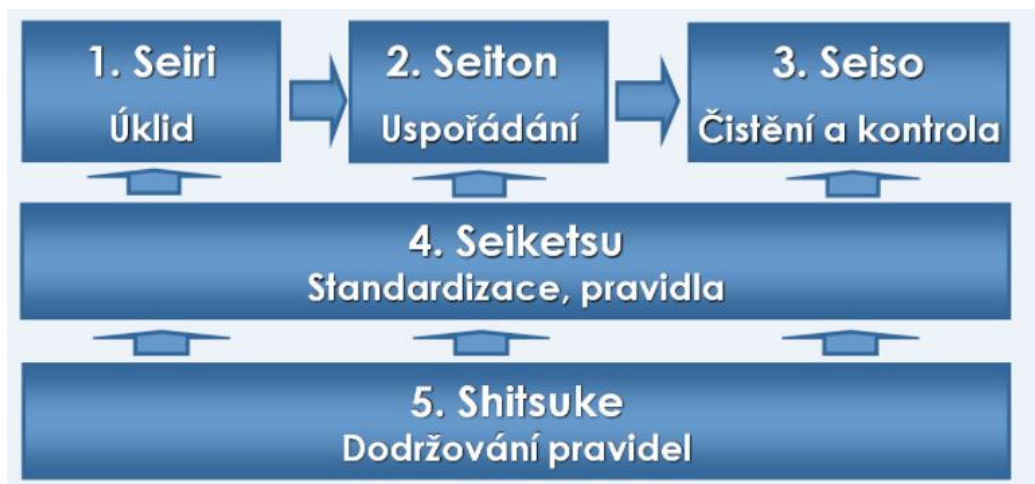 1. Seiri
Úklid
2. Seiton
Uspořádání
3. Seiso
Čistění a kontrola
4. Seiketsu
Standardizace, pravidla
5. Shitsuke
Dodržování pravidel